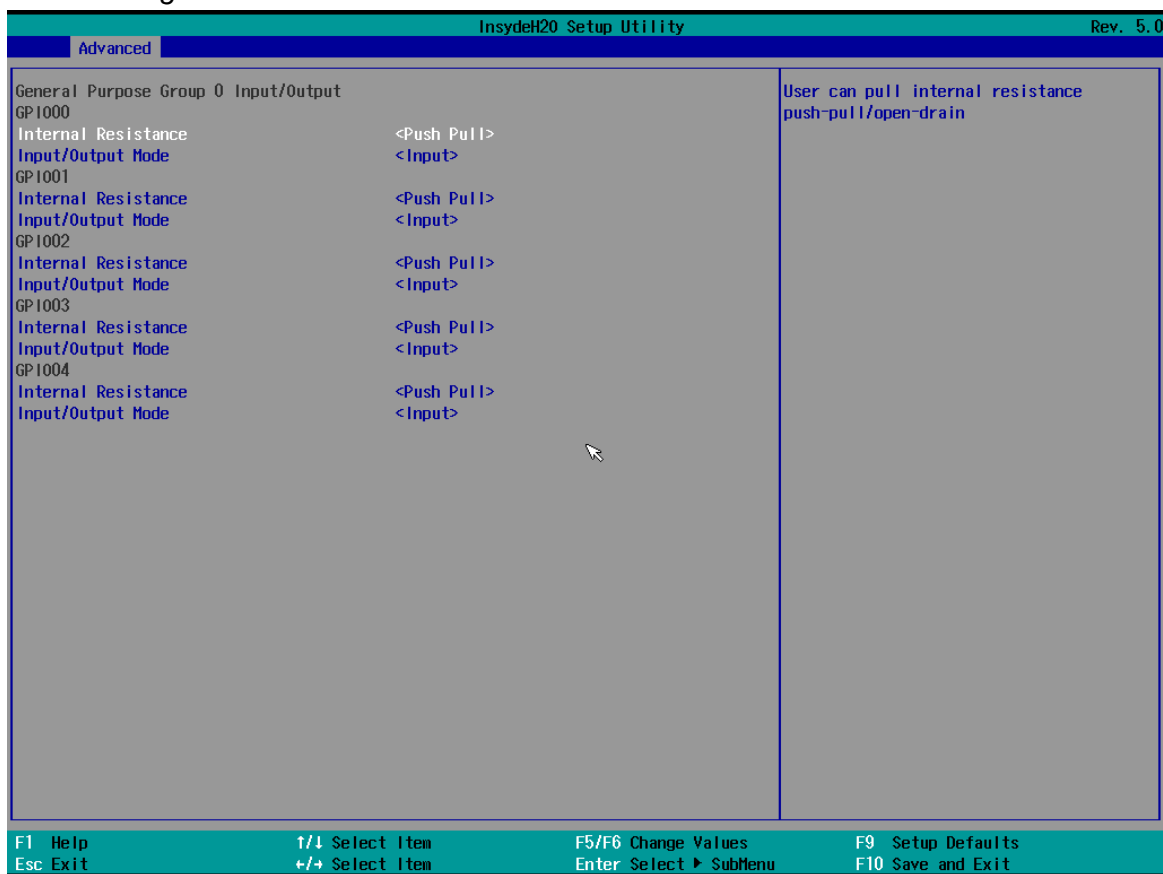 InsydeH20 Setup Utility Rev. 5.0
Advanced
General Purpose Group 0 Input/Output
GPIO00
Internal Resistance <Push Pull>
Input/Output Mode <Input>
GPIO01
Internal Resistance <Push Pull>
Input/Output Mode <Input>
GPIO02
Internal Resistance <Push Pull>
Input/Output Mode <Input>
GPIO03
Internal Resistance <Push Pull>
Input/Output Mode <Input>
GPIO04
Internal Resistance <Push Pull>
Input/Output Mode <Input>
User can pull internal resistance
push-pull/open-drain
F1 Help ↑/↓ Select Item F5/F6 Change Values F9 Setup Defaults
Esc Exit ←/→ Select Item Enter Select ▶ SubMenu F10 Save and Exit